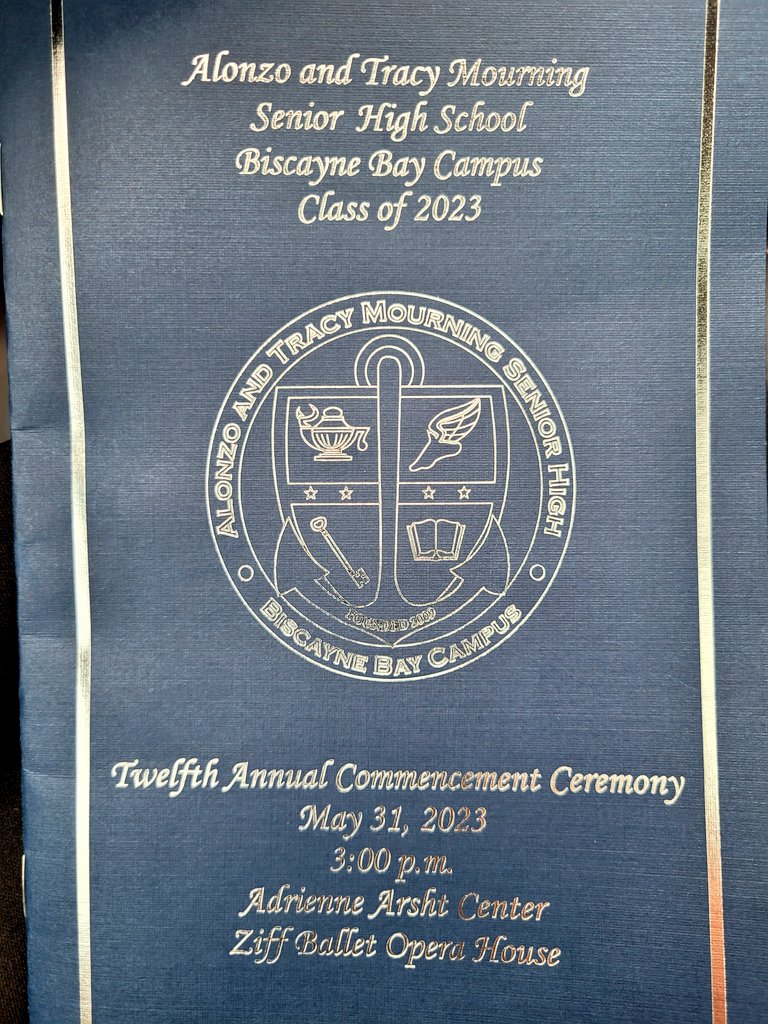 Alonzo and Tracy Mourning
Senior High School
Biscayne Bay Campus
Class of 2023
ALONZO AND TRACY MOURNING SENIOR HIGH
FOUNDED 2009
BISCAYNE BAY CAMPUS
Twelfth Annual Commencement Ceremony
May 31, 2023
3:00 p.m.
Adrienne Arsht Center
Ziff Ballet Opera House